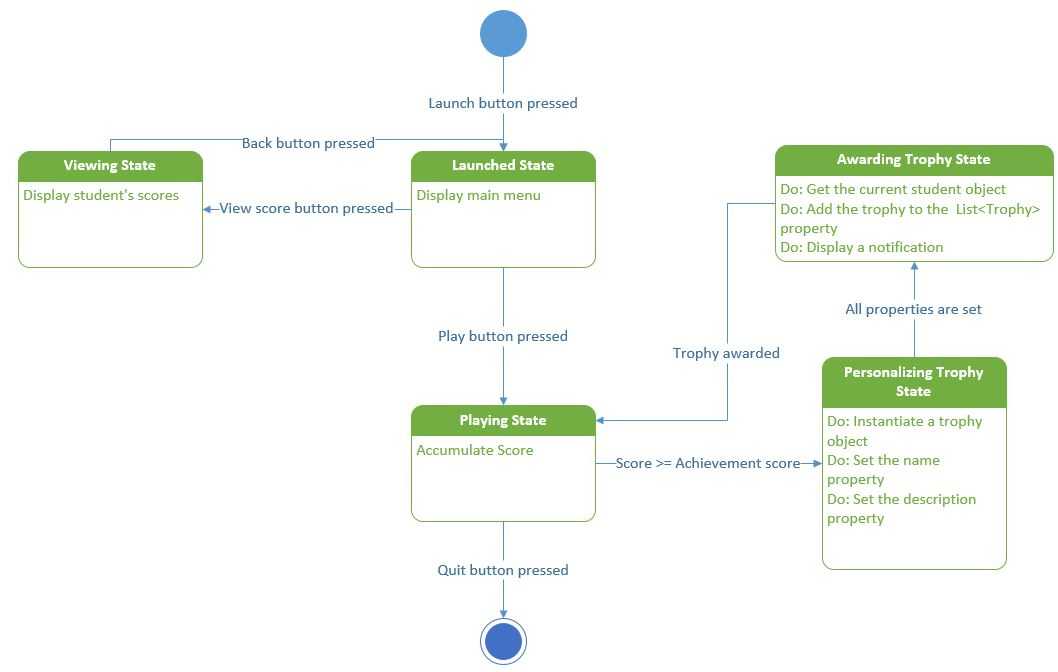 Launch button pressed
Back button pressed
Viewing State
Display student's scores
View score button pressed
Launched State
Display main menu
Awarding Trophy State
Do: Get the current student object
Do: Add the trophy to the List<Trophy>
property
Do: Display a notification
All properties are set
Play button pressed
Trophy awarded
Personalizing Trophy
State
Do: Instantiate a trophy
object
Do: Set the name
property
Do: Set the description
property
Playing State
Accumulate Score
Score >= Achievement score
Quit button pressed